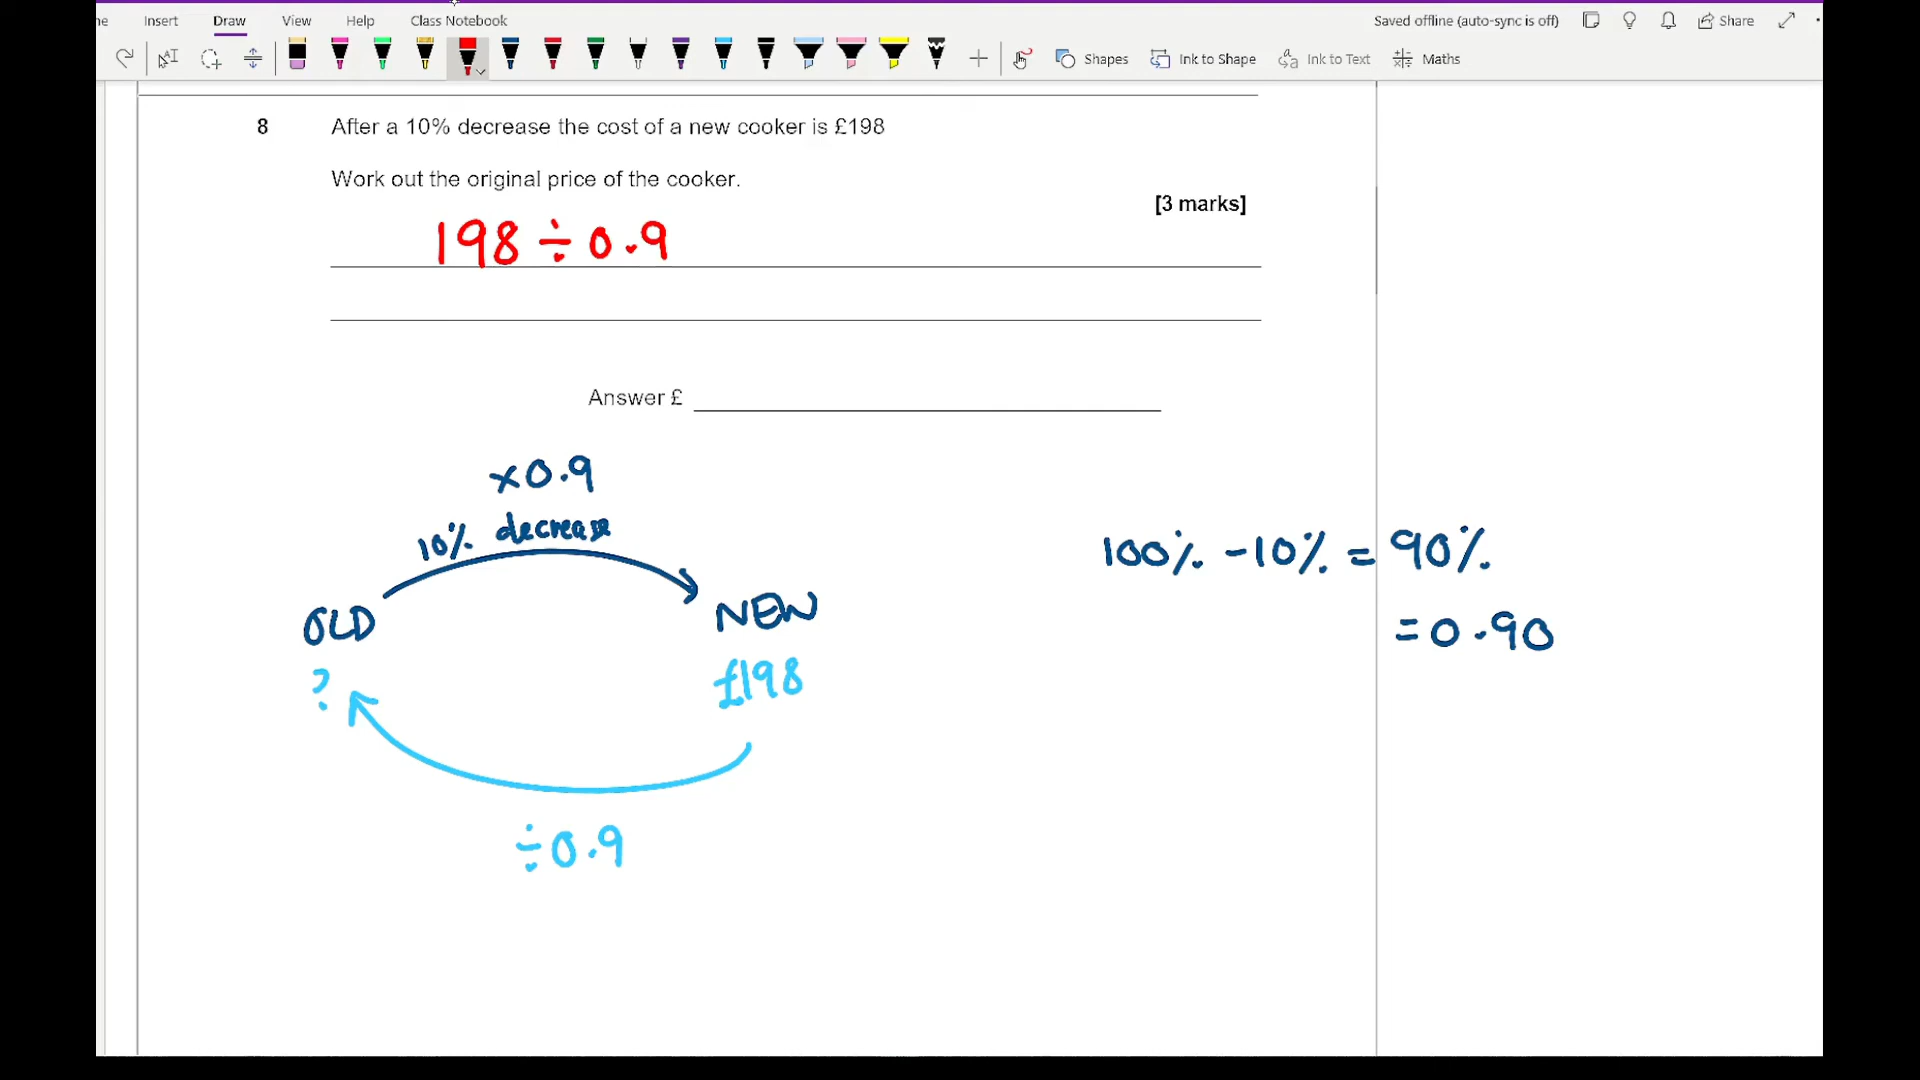 ne Insert Draw View Help Class Notebook Saved offline (auto-sync is off) Share
Shapes Ink to Shape Ink to Text Maths
8 After a 10% decrease the cost of a new cooker is £198
Work out the original price of the cooker.
[3 marks]
198 ÷ 0.9
Answer £
×0.9
10% decrease
100% - 10% = 90%
OLD NEW
= 0.90
? £198
÷0.9